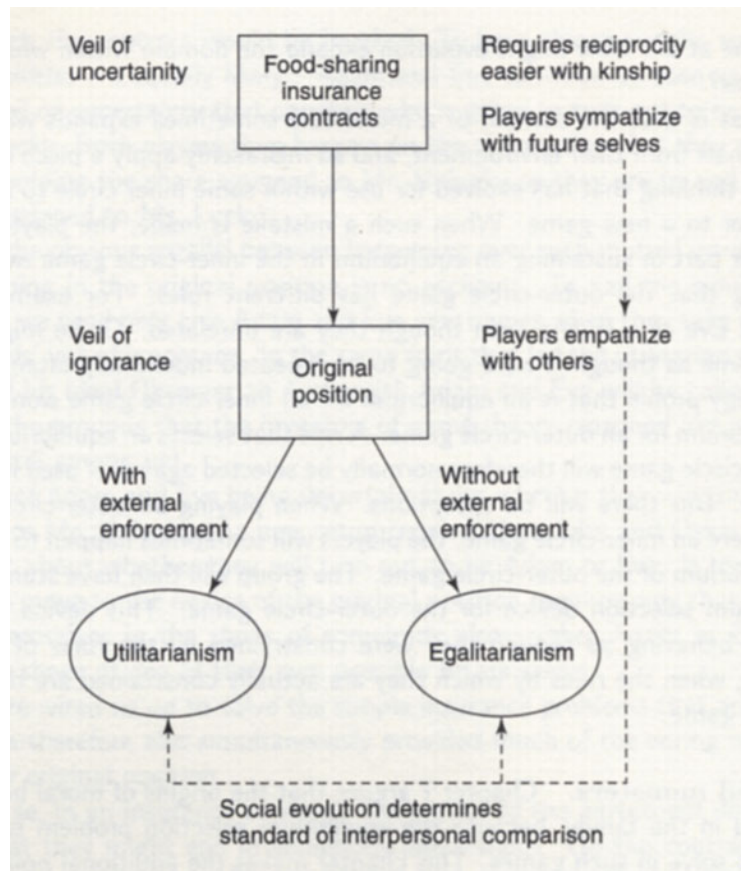 Veil of
uncertainity
Food-sharing
insurance
contracts
Requires reciprocity
easier with kinship
Players sympathize
with future selves
Veil of
ignorance
Original
position
Players empathize
with others
With
external
enforcement
Without
external
enforcement
Utilitarianism
Egalitarianism
Social evolution determines
standard of interpersonal comparison